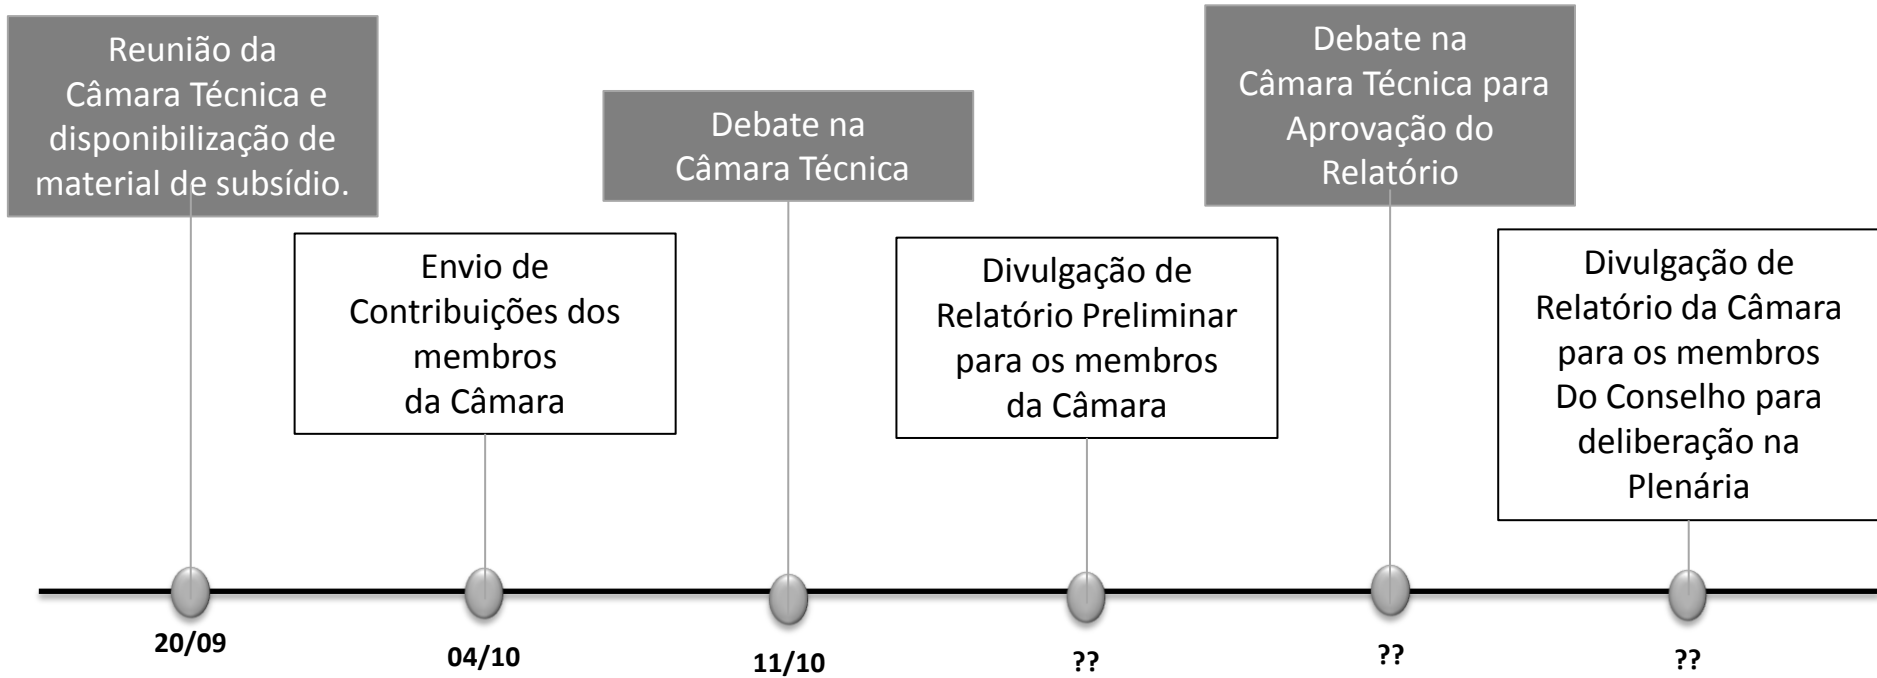 Reunião da
Câmara Técnica e
disponibilização de
material de subsídio.
Envio de
Contribuições dos
membros
da Câmara
Debate na
Câmara Técnica
Divulgação de
Relatório Preliminar
para os membros
da Câmara
Debate na
Câmara Técnica para
Aprovação do
Relatório
Divulgação de
Relatório da Câmara
para os membros
Do Conselho para
deliberação na
Plenária
20/09
04/10
11/10
??
??
??